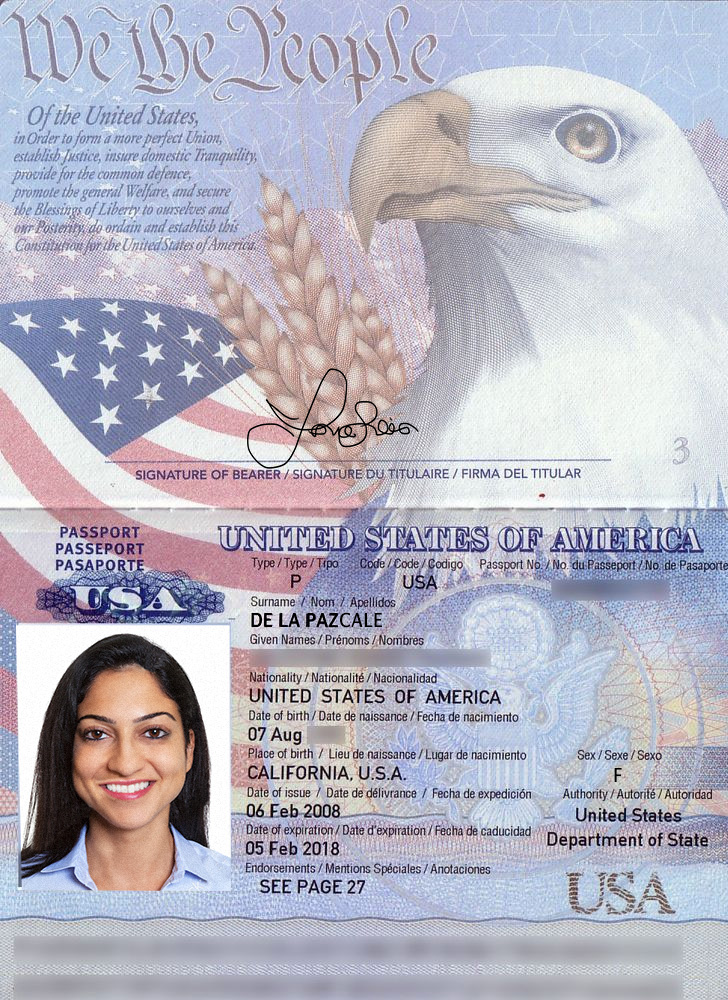 We the People
Of the United States,
in Order to form a more perfect Union,
establish Justice, insure domestic Tranquility,
provide for the common defence,
promote the general Welfare, and secure
the Blessings of Liberty to ourselves and
our Posterity, do ordain and establish this
Constitution for the United States of America.
3
SIGNATURE OF BEARER / SIGNATURE DU TITULAIRE / FIRMA DEL TITULAR
PASSPORT
PASSEPORT
PASAPORTE
USA
UNITED STATES OF AMERICA
Type / Type / Tipo Code / Code / Codigo Passport No. / No. du Passeport / No. de Pasaporte
P USA
Surname / Nom / Apellidos
DE LA PAZCALE
Given Names / Prénoms / Nombres
Nationality / Nationalité / Nacionalidad
UNITED STATES OF AMERICA
Date of birth / Date de naissance / Fecha de nacimiento
07 Aug
Place of birth / Lieu de naissance / Lugar de nacimiento Sex / Sexe / Sexo
CALIFORNIA, U.S.A. F
Date of issue / Date de délivrance / Fecha de expedición Authority / Autorité / Autoridad
06 Feb 2008 United States
Date of expiration / Date d'expiration / Fecha de caducidad Department of State
05 Feb 2018
Endorsements / Mentions Spéciales / Anotaciones
SEE PAGE 27
USA